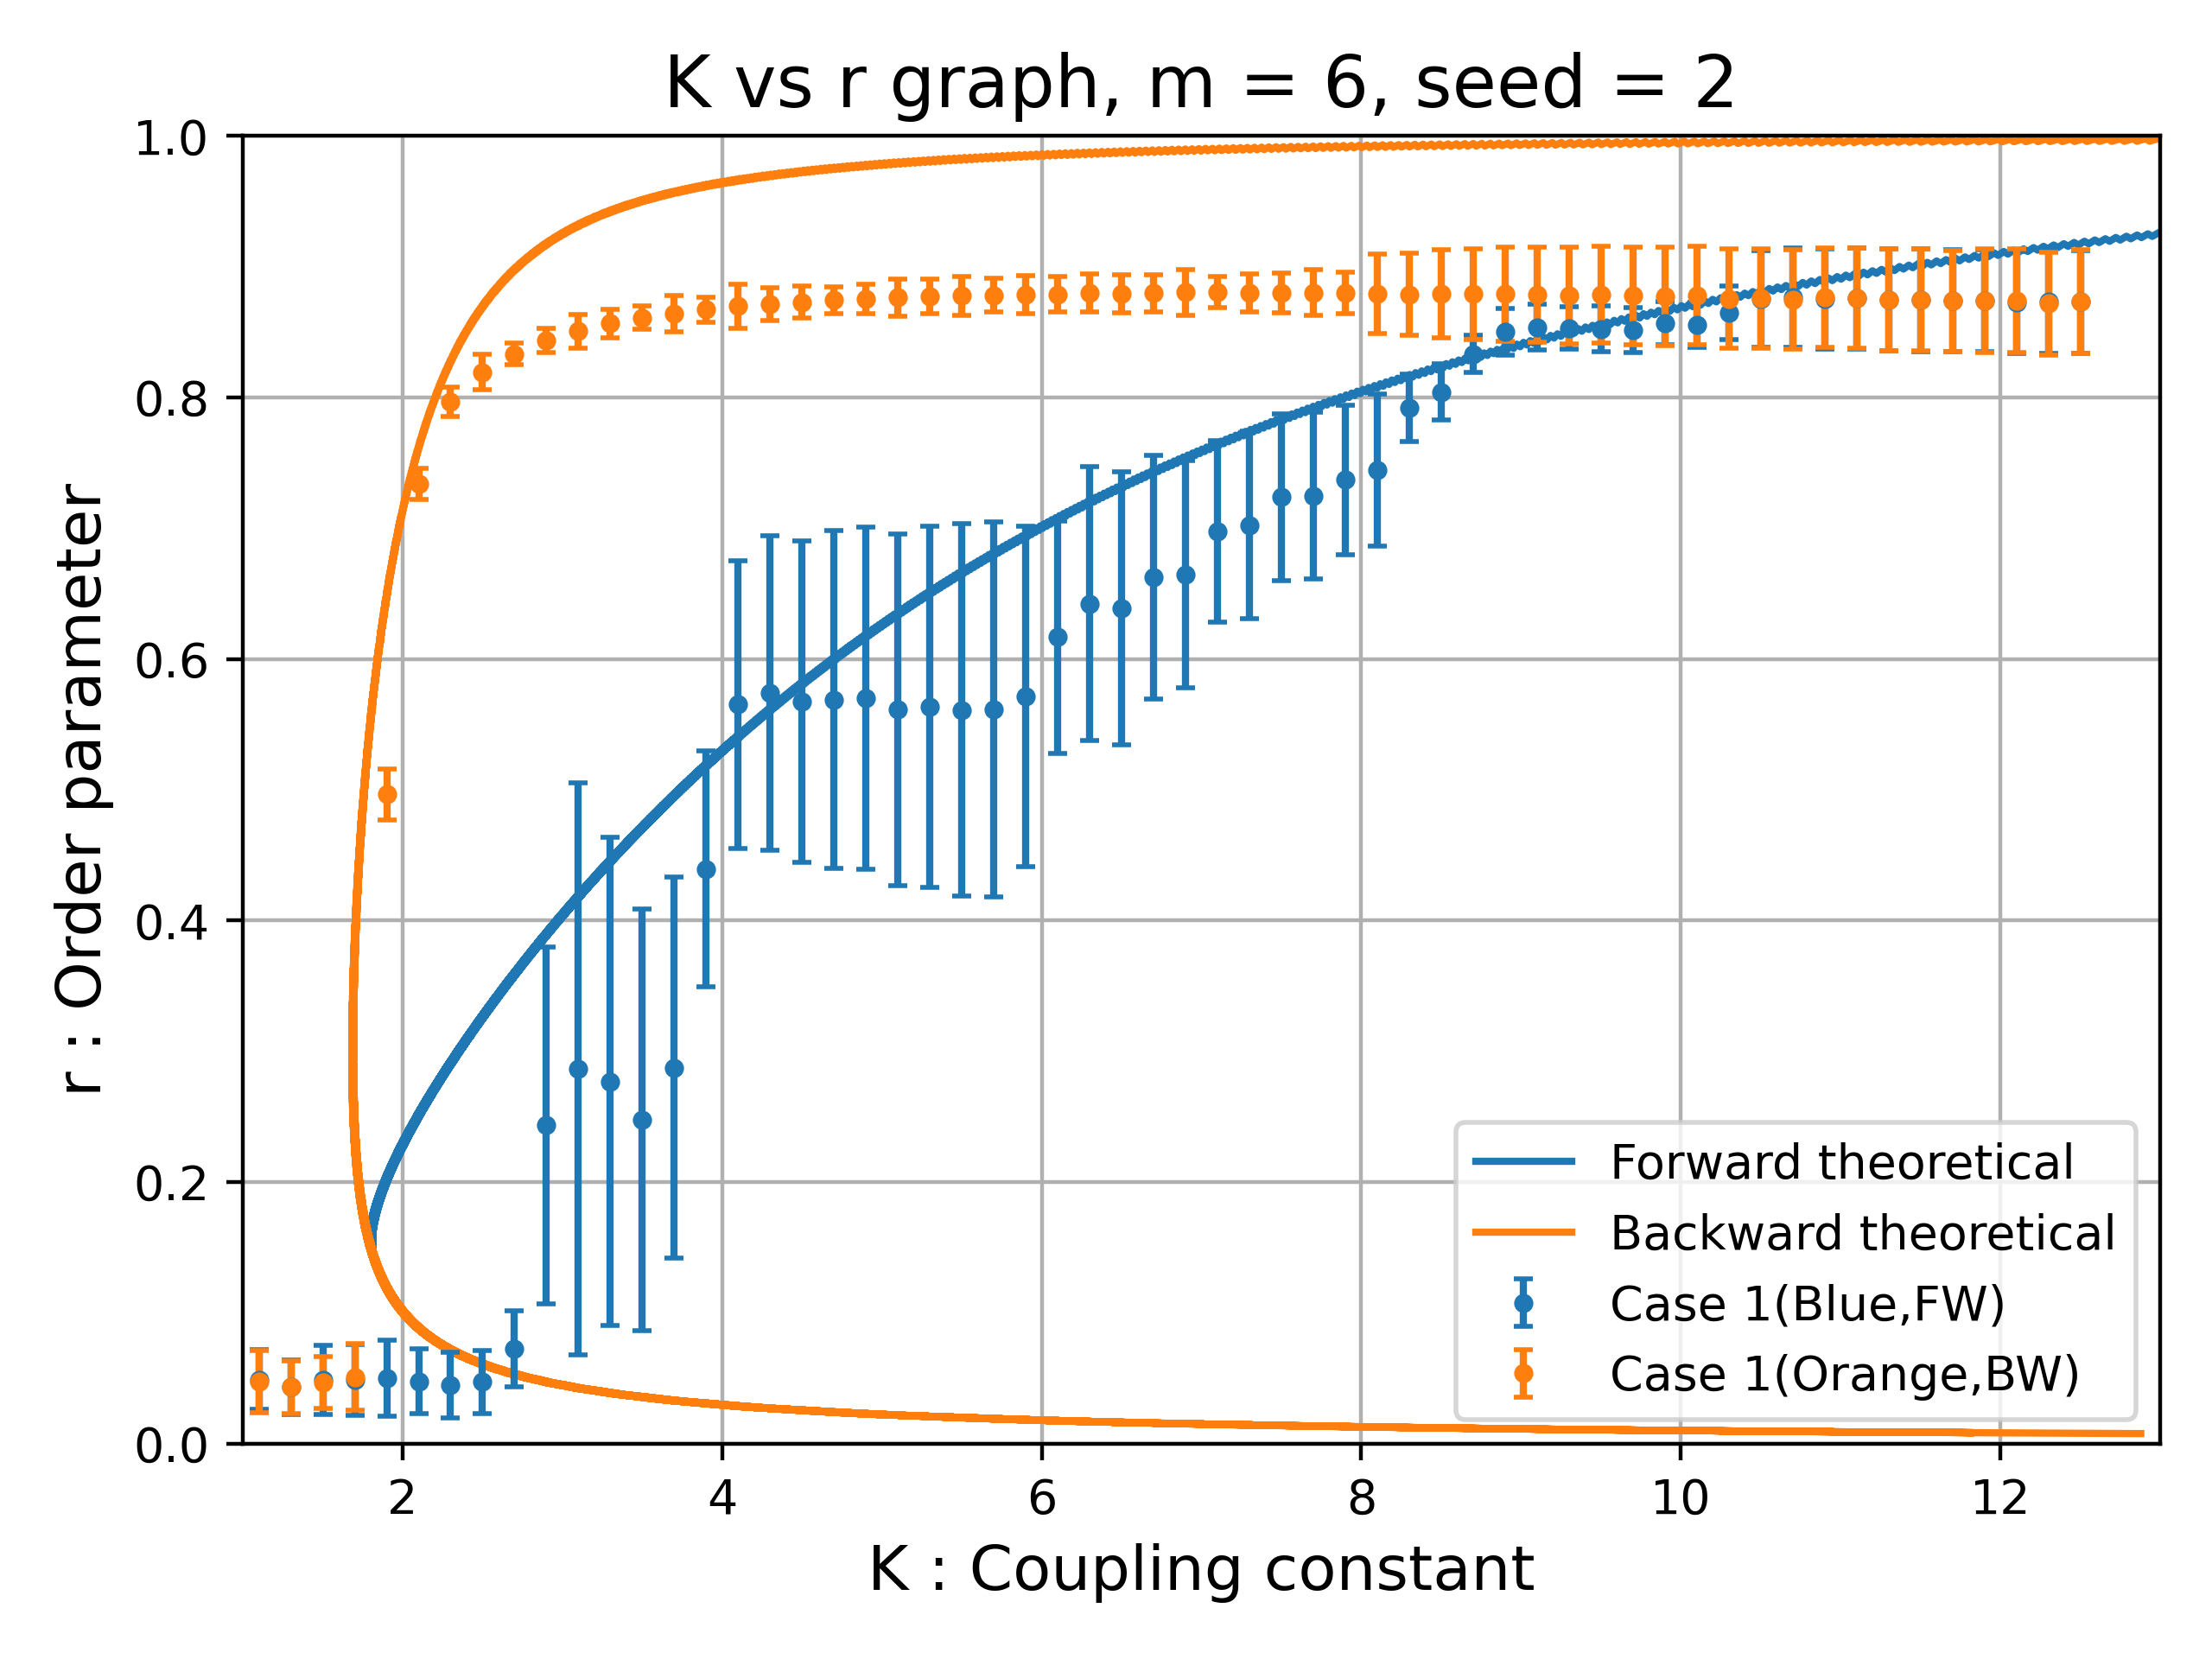 K vs r graph, m = 6, seed = 2
1.0
0.8
0.6
0.4
0.2
0.0
r : Order parameter
2 4 6 8 10 12
K : Coupling constant
Forward theoretical
Backward theoretical
Case 1(Blue,FW)
Case 1(Orange,BW)